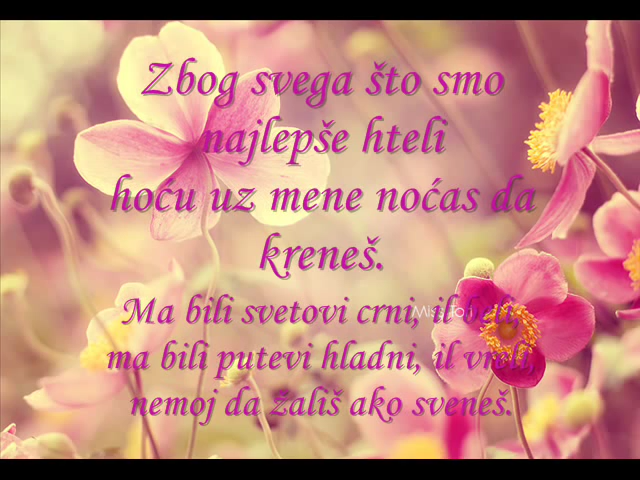 Zbog svega što smo
najlepše hteli
hoću uz mene noćas da
kreneš.
Ma bili svetovi crni, il beli,
ma bili putevi hladni, il vreli,
nemoj da žališ ako sveneš.